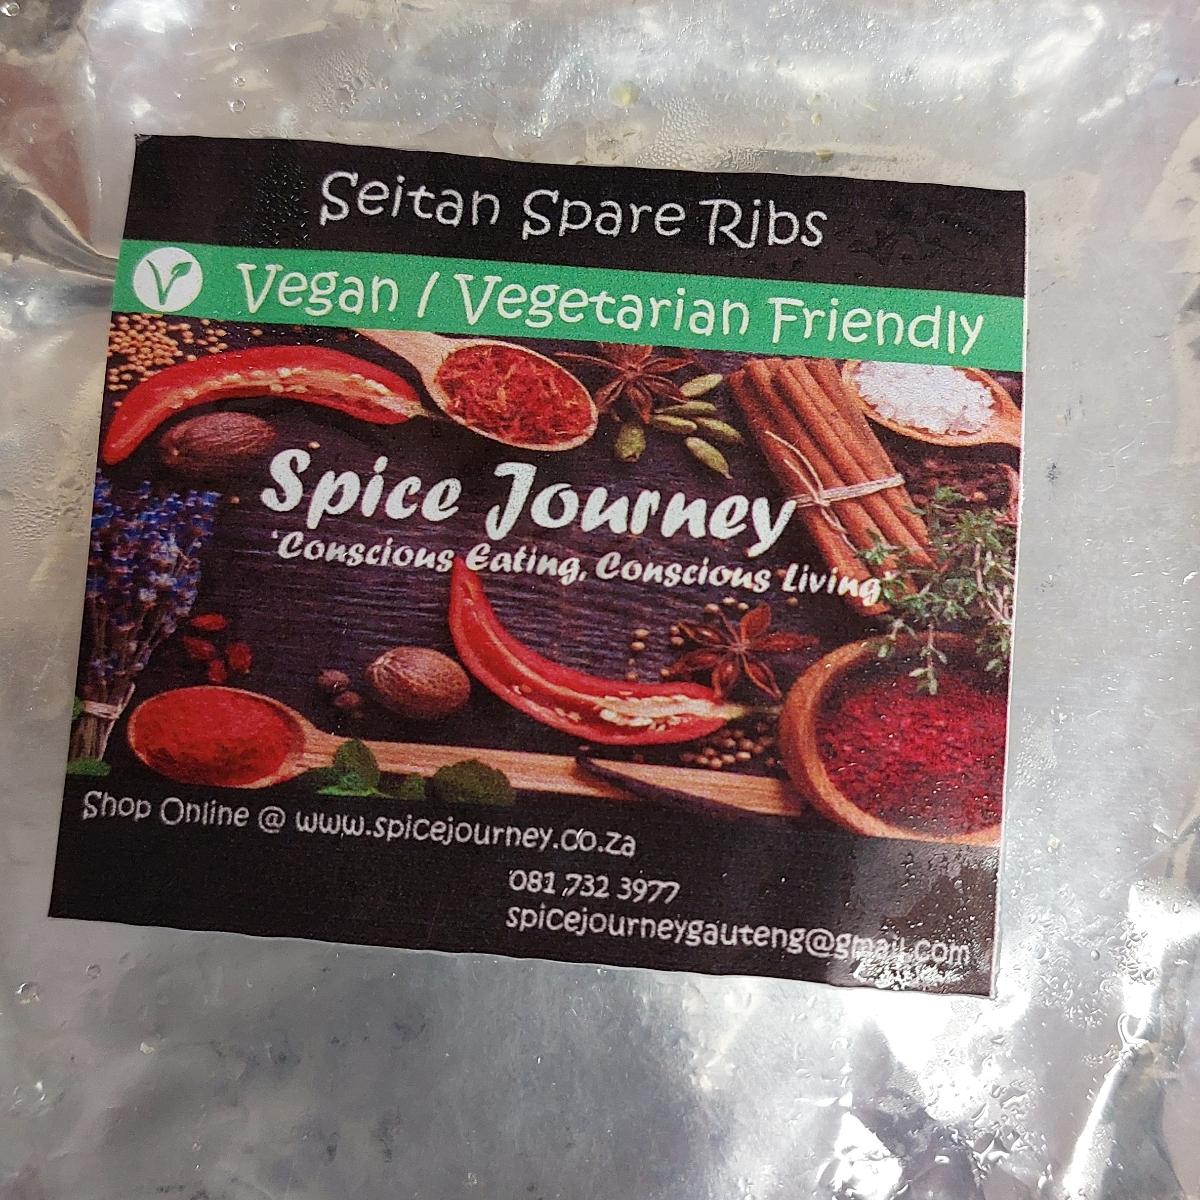 Seitan Spare Ribs
Vegan / Vegetarian Friendly
Spice Journey
'Conscious Eating, Conscious Living'
Shop Online @ www.spicejourney.co.za
081 732 3977
spicejourneygauteng@gmail.com